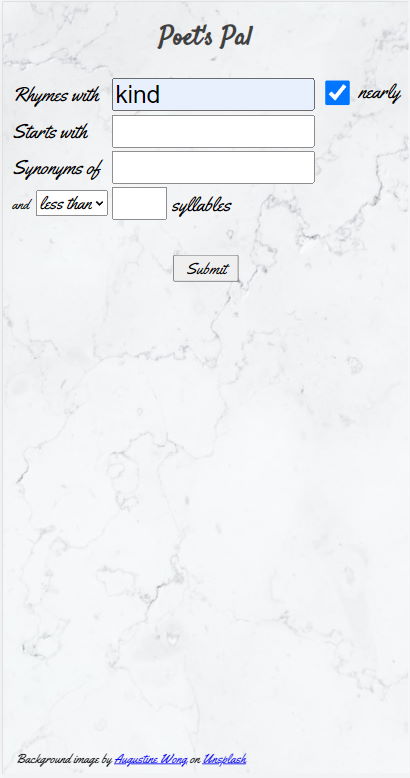 Poet's Pal
Rhymes with kind nearly
Starts with
Synonyms of
and less than syllables
Submit
Background image by Augustine Wong on Unsplash